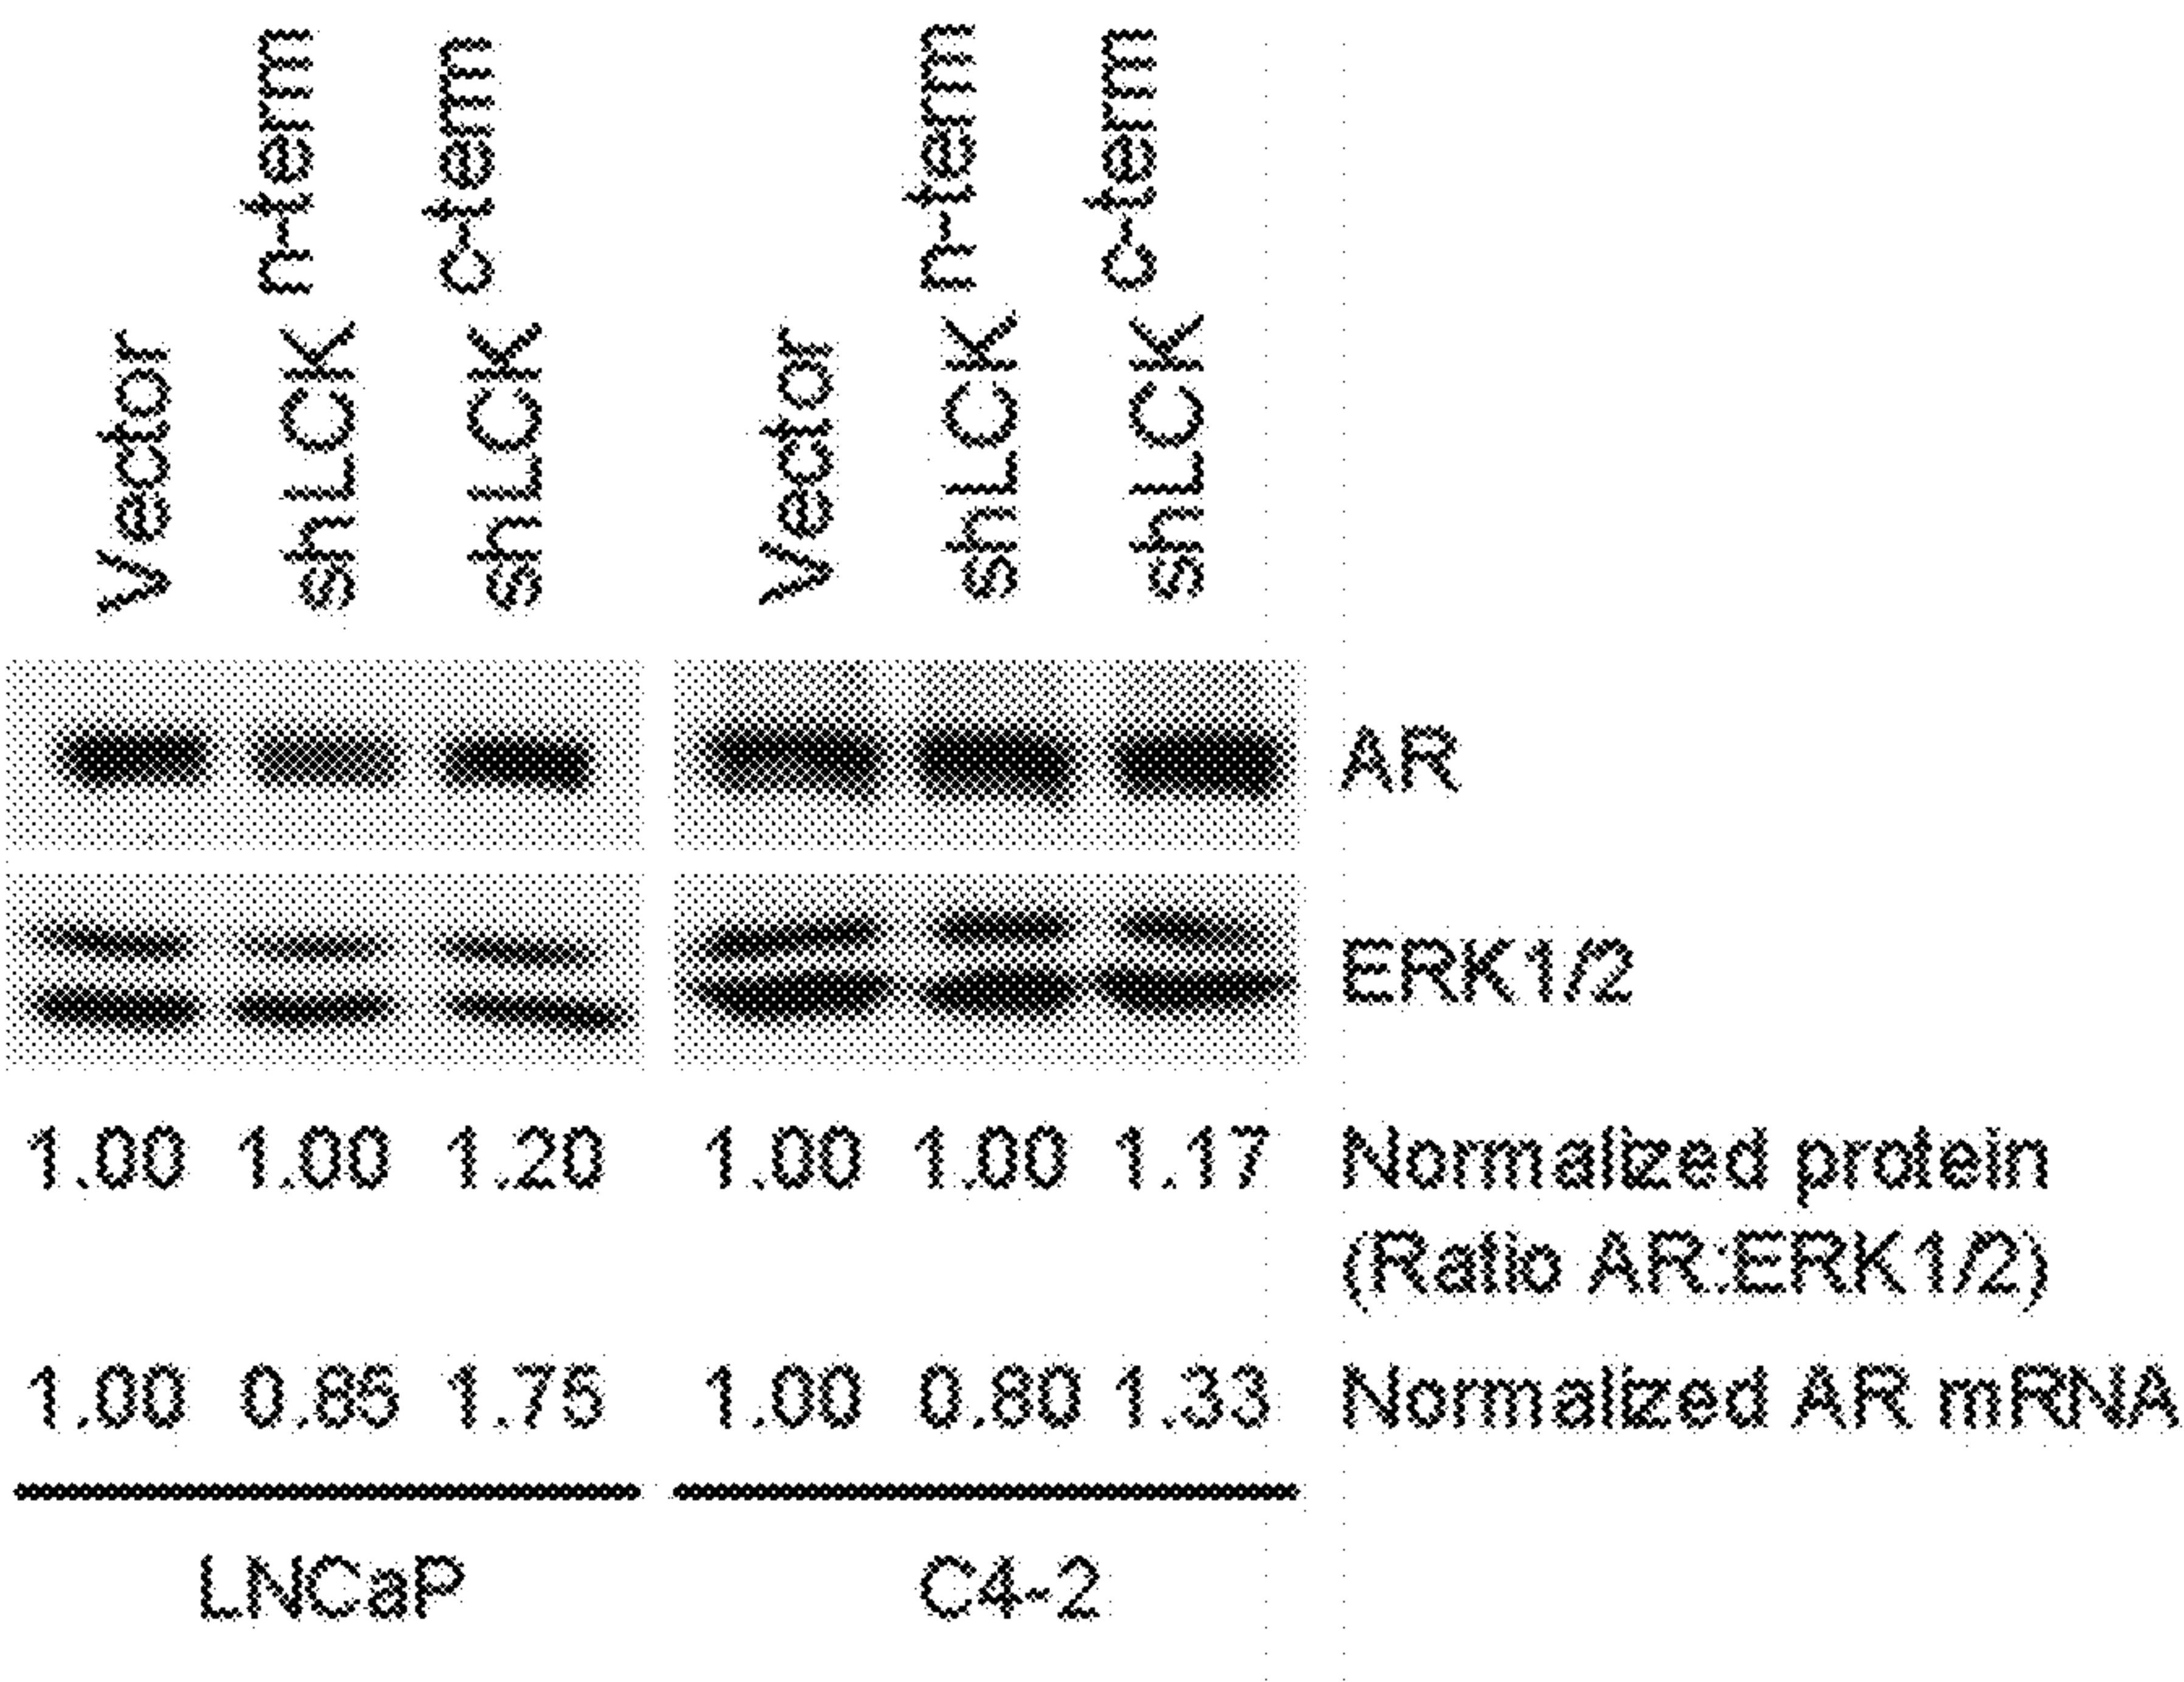 n-term c-term n-term c-term
Vector shLCK shLCK Vector shLCK shLCK
AR
ERK1/2
1.00 1.00 1.20 1.00 1.00 1.17 Normalized protein
(Ratio AR:ERK1/2)
1.00 0.85 1.75 1.00 0.80 1.33 Normalized AR mRNA
LNCaP C4-2